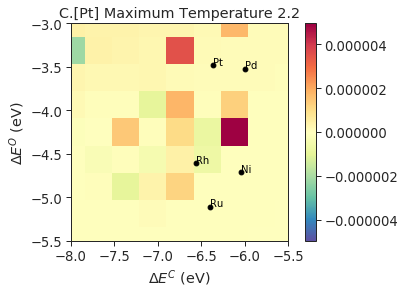 C.[Pt] Maximum Temperature 2.2
−3.0
−3.5
−4.0
−4.5
−5.0
−5.5
ΔE^O (eV)
Pt
Pd
Rh
Ni
Ru
−8.0 −7.5 −7.0 −6.5 −6.0 −5.5
ΔE^C (eV)
0.000004
0.000002
0.000000
−0.000002
−0.000004